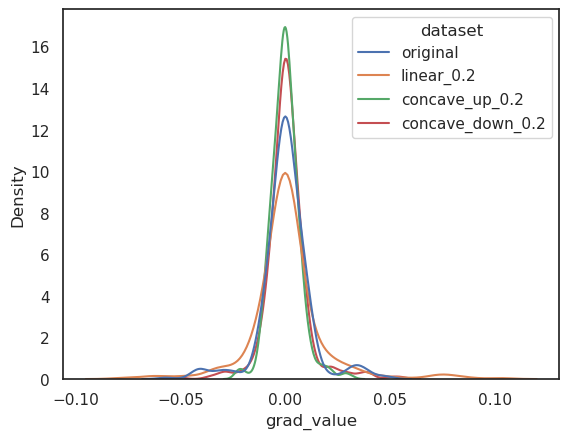 dataset
original
linear_0.2
concave_up_0.2
concave_down_0.2
Density
16
14
12
10
8
6
4
2
0
−0.10 −0.05 0.00 0.05 0.10
grad_value